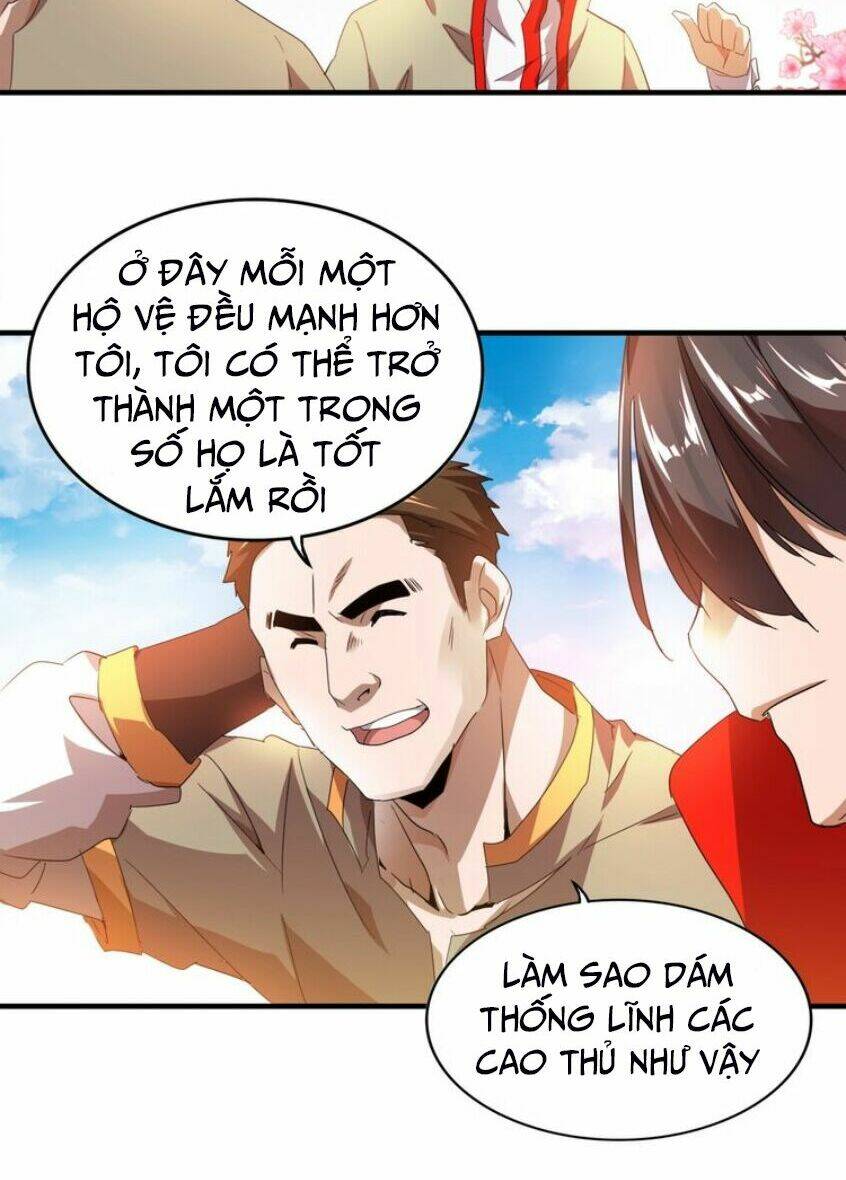 Ở ĐÂY MỖI MỘT
HỘ VỆ ĐỀU MẠNH HƠN
TÔI, TÔI CÓ THỂ TRỞ
THÀNH MỘT TRONG
SỐ HỌ LÀ TỐT
LẮM RỒI
LÀM SAO DÁM
THỐNG LĨNH CÁC
CAO THỦ NHƯ VẬY